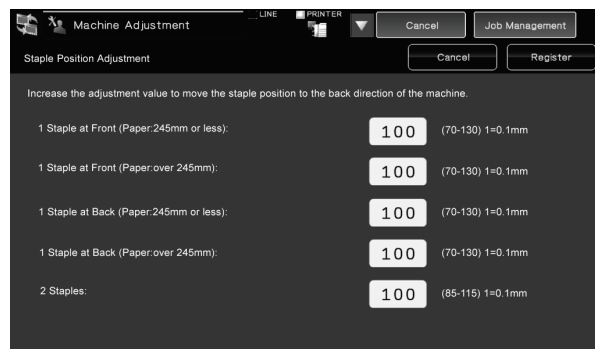 Machine Adjustment
LINE
PRINTER
Cancel
Job Management
Staple Position Adjustment
Cancel
Register
Increase the adjustment value to move the staple position to the back direction of the machine.
1 Staple at Front (Paper:245mm or less): 100 (70-130) 1=0.1mm
1 Staple at Front (Paper:over 245mm): 100 (70-130) 1=0.1mm
1 Staple at Back (Paper:245mm or less): 100 (70-130) 1=0.1mm
1 Staple at Back (Paper:over 245mm): 100 (70-130) 1=0.1mm
2 Staples: 100 (85-115) 1=0.1mm